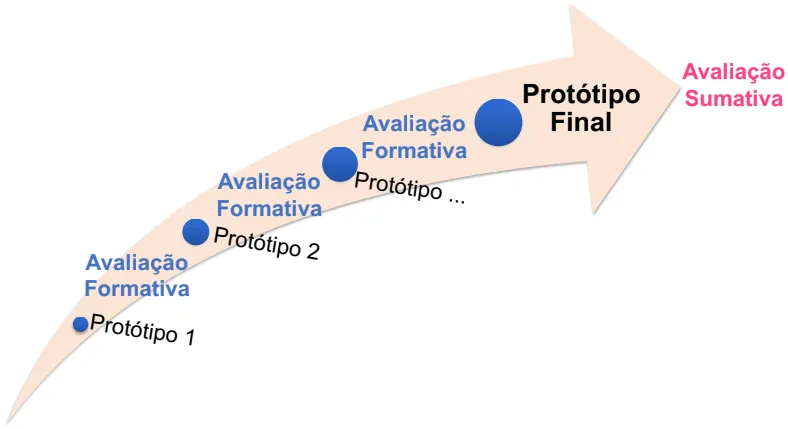 Avaliação
Sumativa
Protótipo
Final
Avaliação
Formativa
Protótipo ...
Avaliação
Formativa
Protótipo 2
Avaliação
Formativa
Protótipo 1